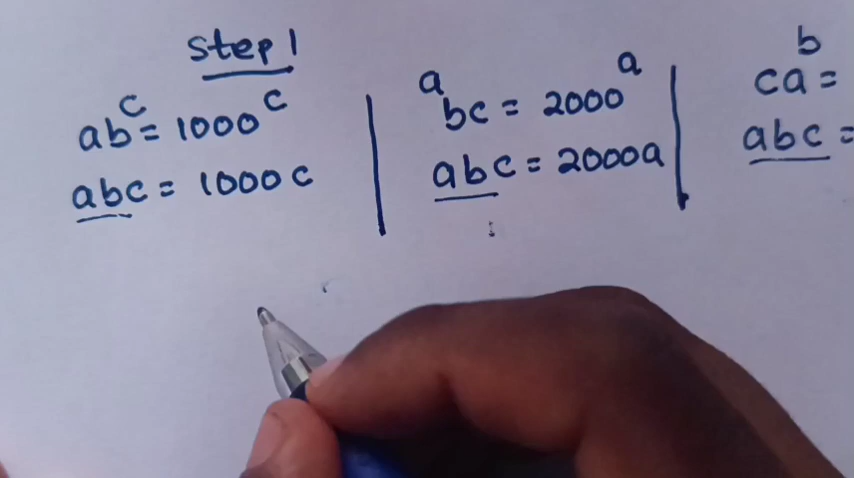 step 1
ab^c = 1000^c
abc = 1000c
^a bc = 2000^a
abc = 2000a
ca^b =
abc =